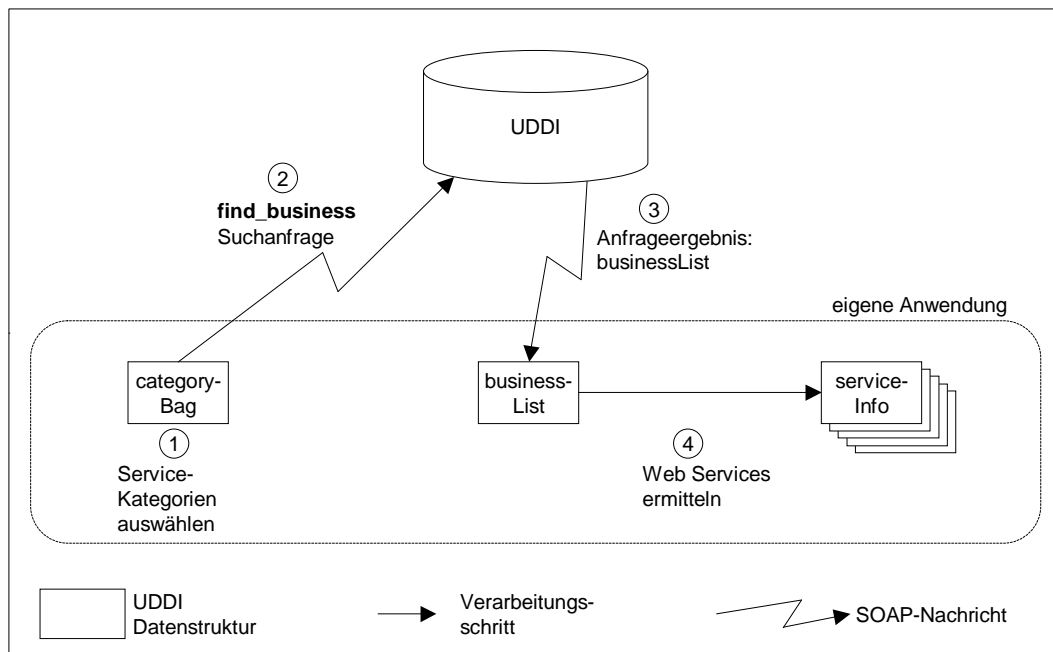 UDDI
2
find_business
Suchanfrage
3
Anfrageergebnis:
businessList
eigene Anwendung
category-
Bag
business-
List
service-
Info
1
Service-
Kategorien
auswählen
4
Web Services
ermitteln
UDDI
Datenstruktur
Verarbeitungs-
schritt
SOAP-Nachricht